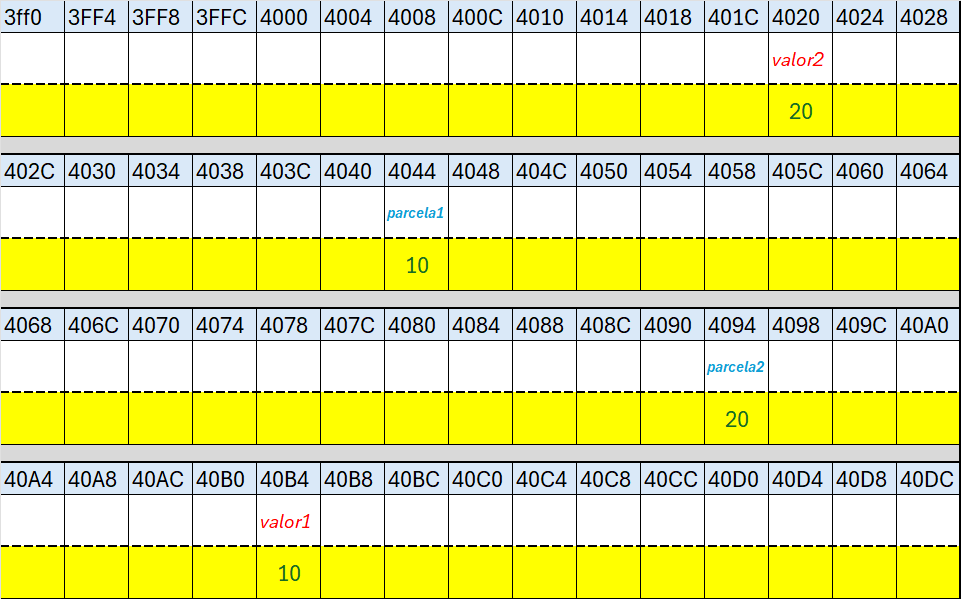 3ff0 3FF4 3FF8 3FFC 4000 4004 4008 400C 4010 4014 4018 401C 4020 4024 4028
valor2
20
402C 4030 4034 4038 403C 4040 4044 4048 404C 4050 4054 4058 405C 4060 4064
parcela1
10
4068 406C 4070 4074 4078 407C 4080 4084 4088 408C 4090 4094 4098 409C 40A0
parcela2
20
40A4 40A8 40AC 40B0 40B4 40B8 40BC 40C0 40C4 40C8 40CC 40D0 40D4 40D8 40DC
valor1
10